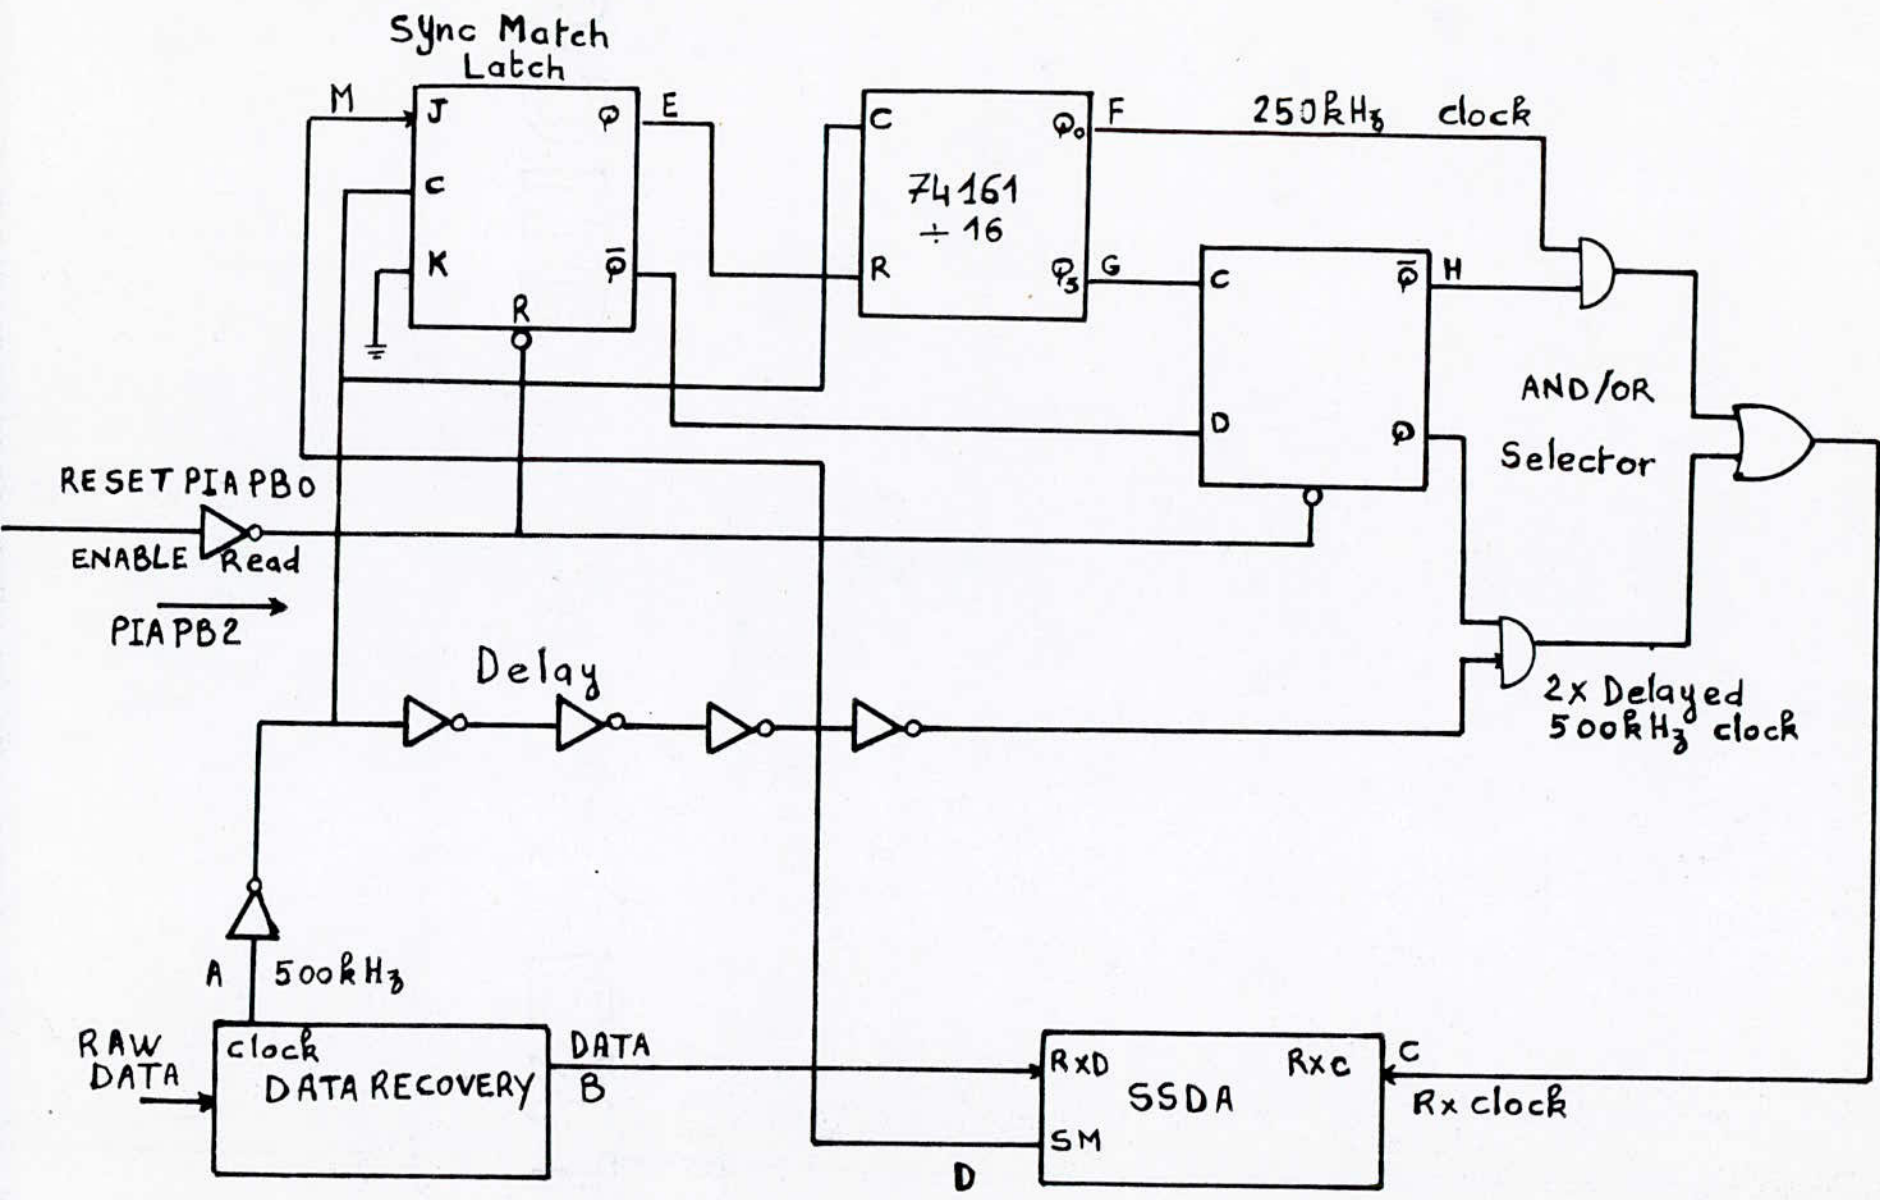 Sync Match
Latch
M
J
Q
E
C
K
Q̅
R
C
Q₀
F
250kHz clock
74161
÷ 16
R
Q₃
G
C
Q̅
H
D
Q
AND/OR
Selector
RESET PIA PB0
ENABLE Read
PIA PB2
Delay
2x Delayed
500kHz clock
A
500kHz
RAW
DATA
clock
DATA RECOVERY
DATA
B
RxD
RxC
C
SSDA
Rx clock
SM
D